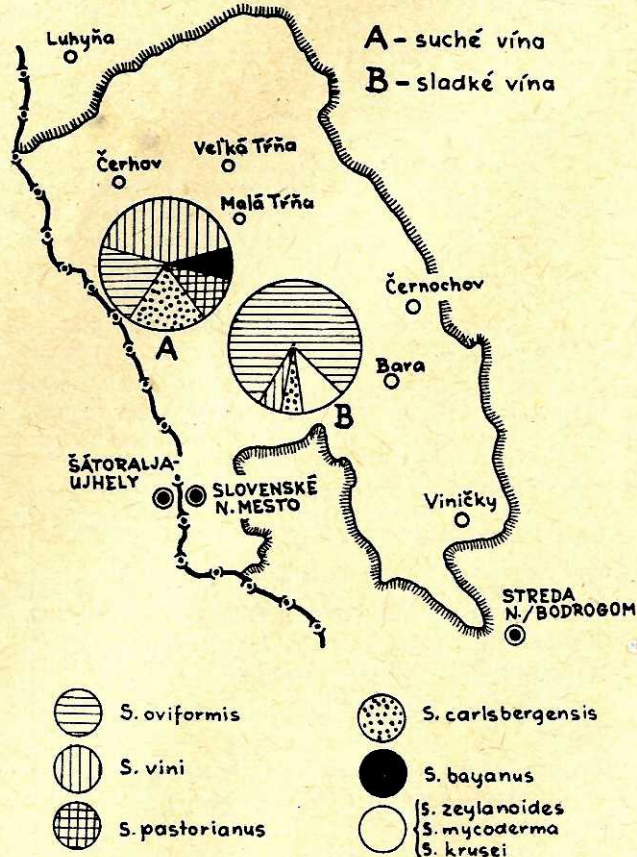 Luhyňa
A - suché vína
B - sladké vína
Čerhov
Veľká Tŕňa
Malá Tŕňa
A
Černochov
Bara
B
ŠÁTORALJA-
UJHELY
SLOVENSKÉ
N. MESTO
Viničky
STREDA
N./BODROGOM
S. oviformis
S. vini
S. pastorianus
S. carlsbergensis
S. bayanus
S. zeylanoides
S. mycoderma
S. krusei